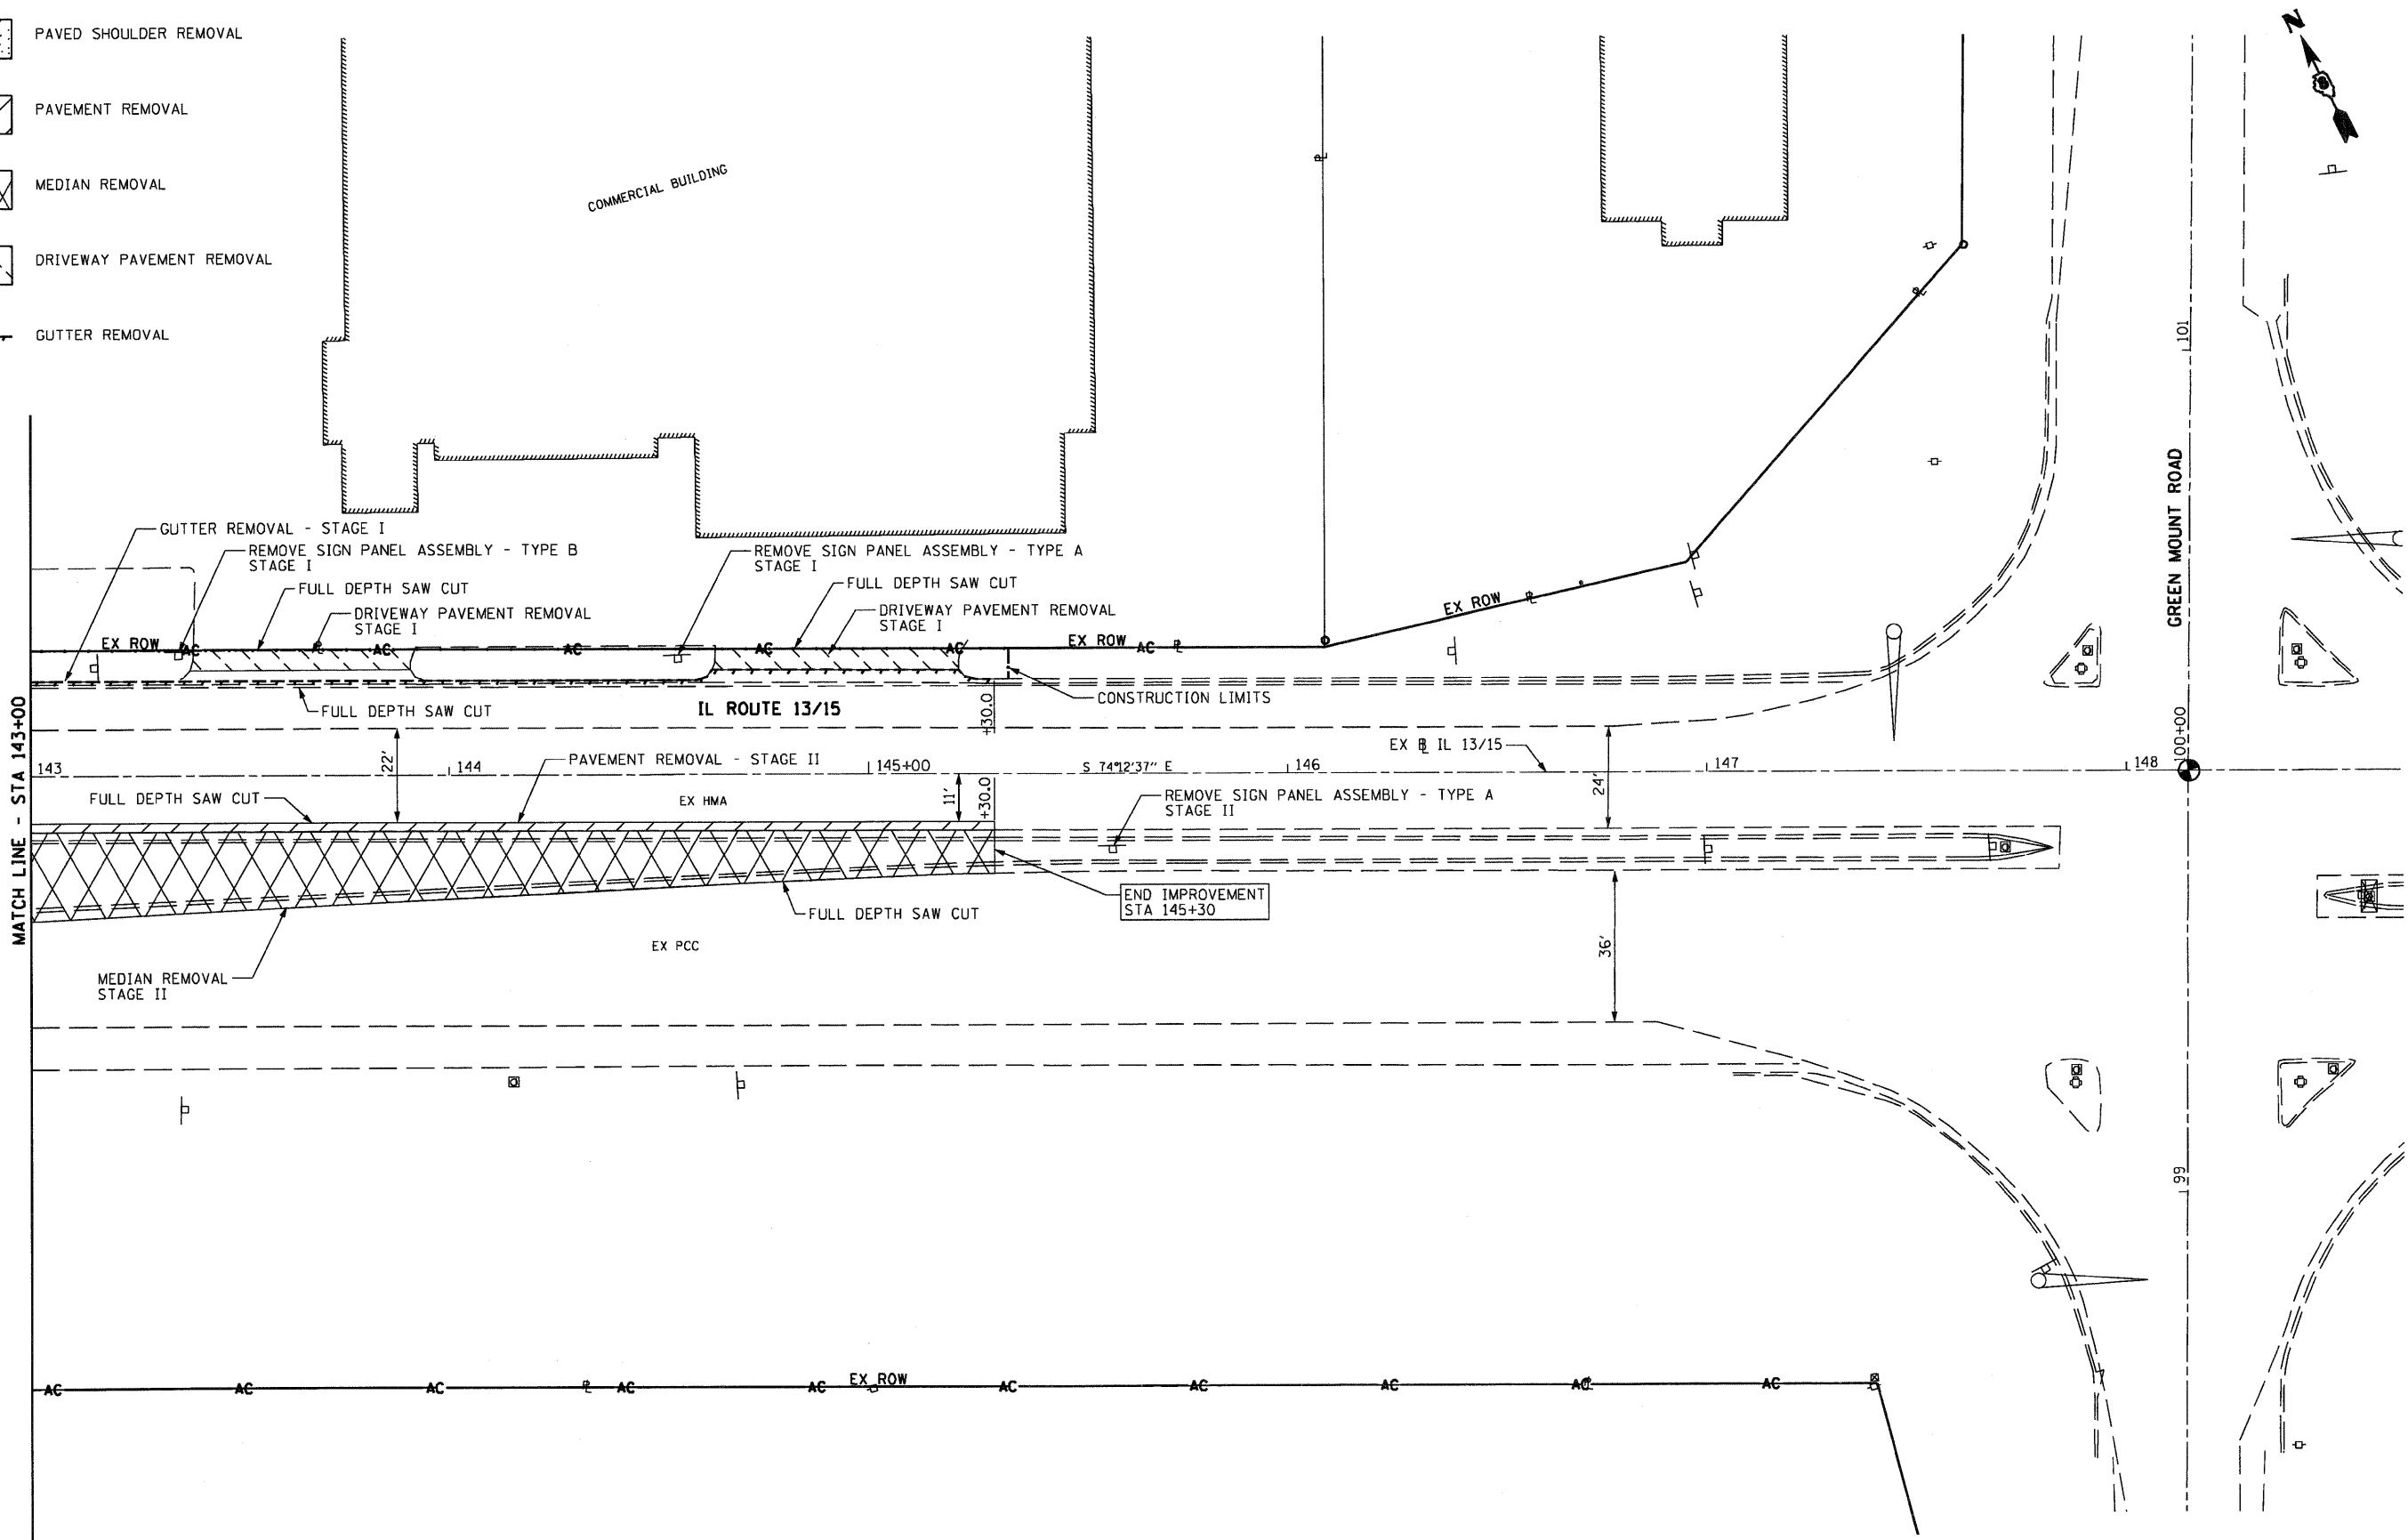 PAVED SHOULDER REMOVAL
PAVEMENT REMOVAL
MEDIAN REMOVAL
DRIVEWAY PAVEMENT REMOVAL
GUTTER REMOVAL
N
COMMERCIAL BUILDING
101
GREEN MOUNT ROAD
GUTTER REMOVAL - STAGE I
REMOVE SIGN PANEL ASSEMBLY - TYPE B
STAGE I
FULL DEPTH SAW CUT
DRIVEWAY PAVEMENT REMOVAL
STAGE I
REMOVE SIGN PANEL ASSEMBLY - TYPE A
STAGE I
FULL DEPTH SAW CUT
DRIVEWAY PAVEMENT REMOVAL
STAGE I
EX ROW
EX ROW AC AC AC AC AC EX ROW AC
FULL DEPTH SAW CUT
IL ROUTE 13/15
+30.0
CONSTRUCTION LIMITS
MATCH LINE - STA 143+00
22'
PAVEMENT REMOVAL - STAGE II
EX ℄ IL 13/15
100+00
143 144 145+00 S 74°12'37" E 146 147 148
FULL DEPTH SAW CUT
EX HMA
11'
+30.0
24'
REMOVE SIGN PANEL ASSEMBLY - TYPE A
STAGE II
END IMPROVEMENT
STA 145+30
FULL DEPTH SAW CUT
EX PCC
36'
MEDIAN REMOVAL
STAGE II
99
AC AC AC AC AC EX ROW AC AC AC AC AC